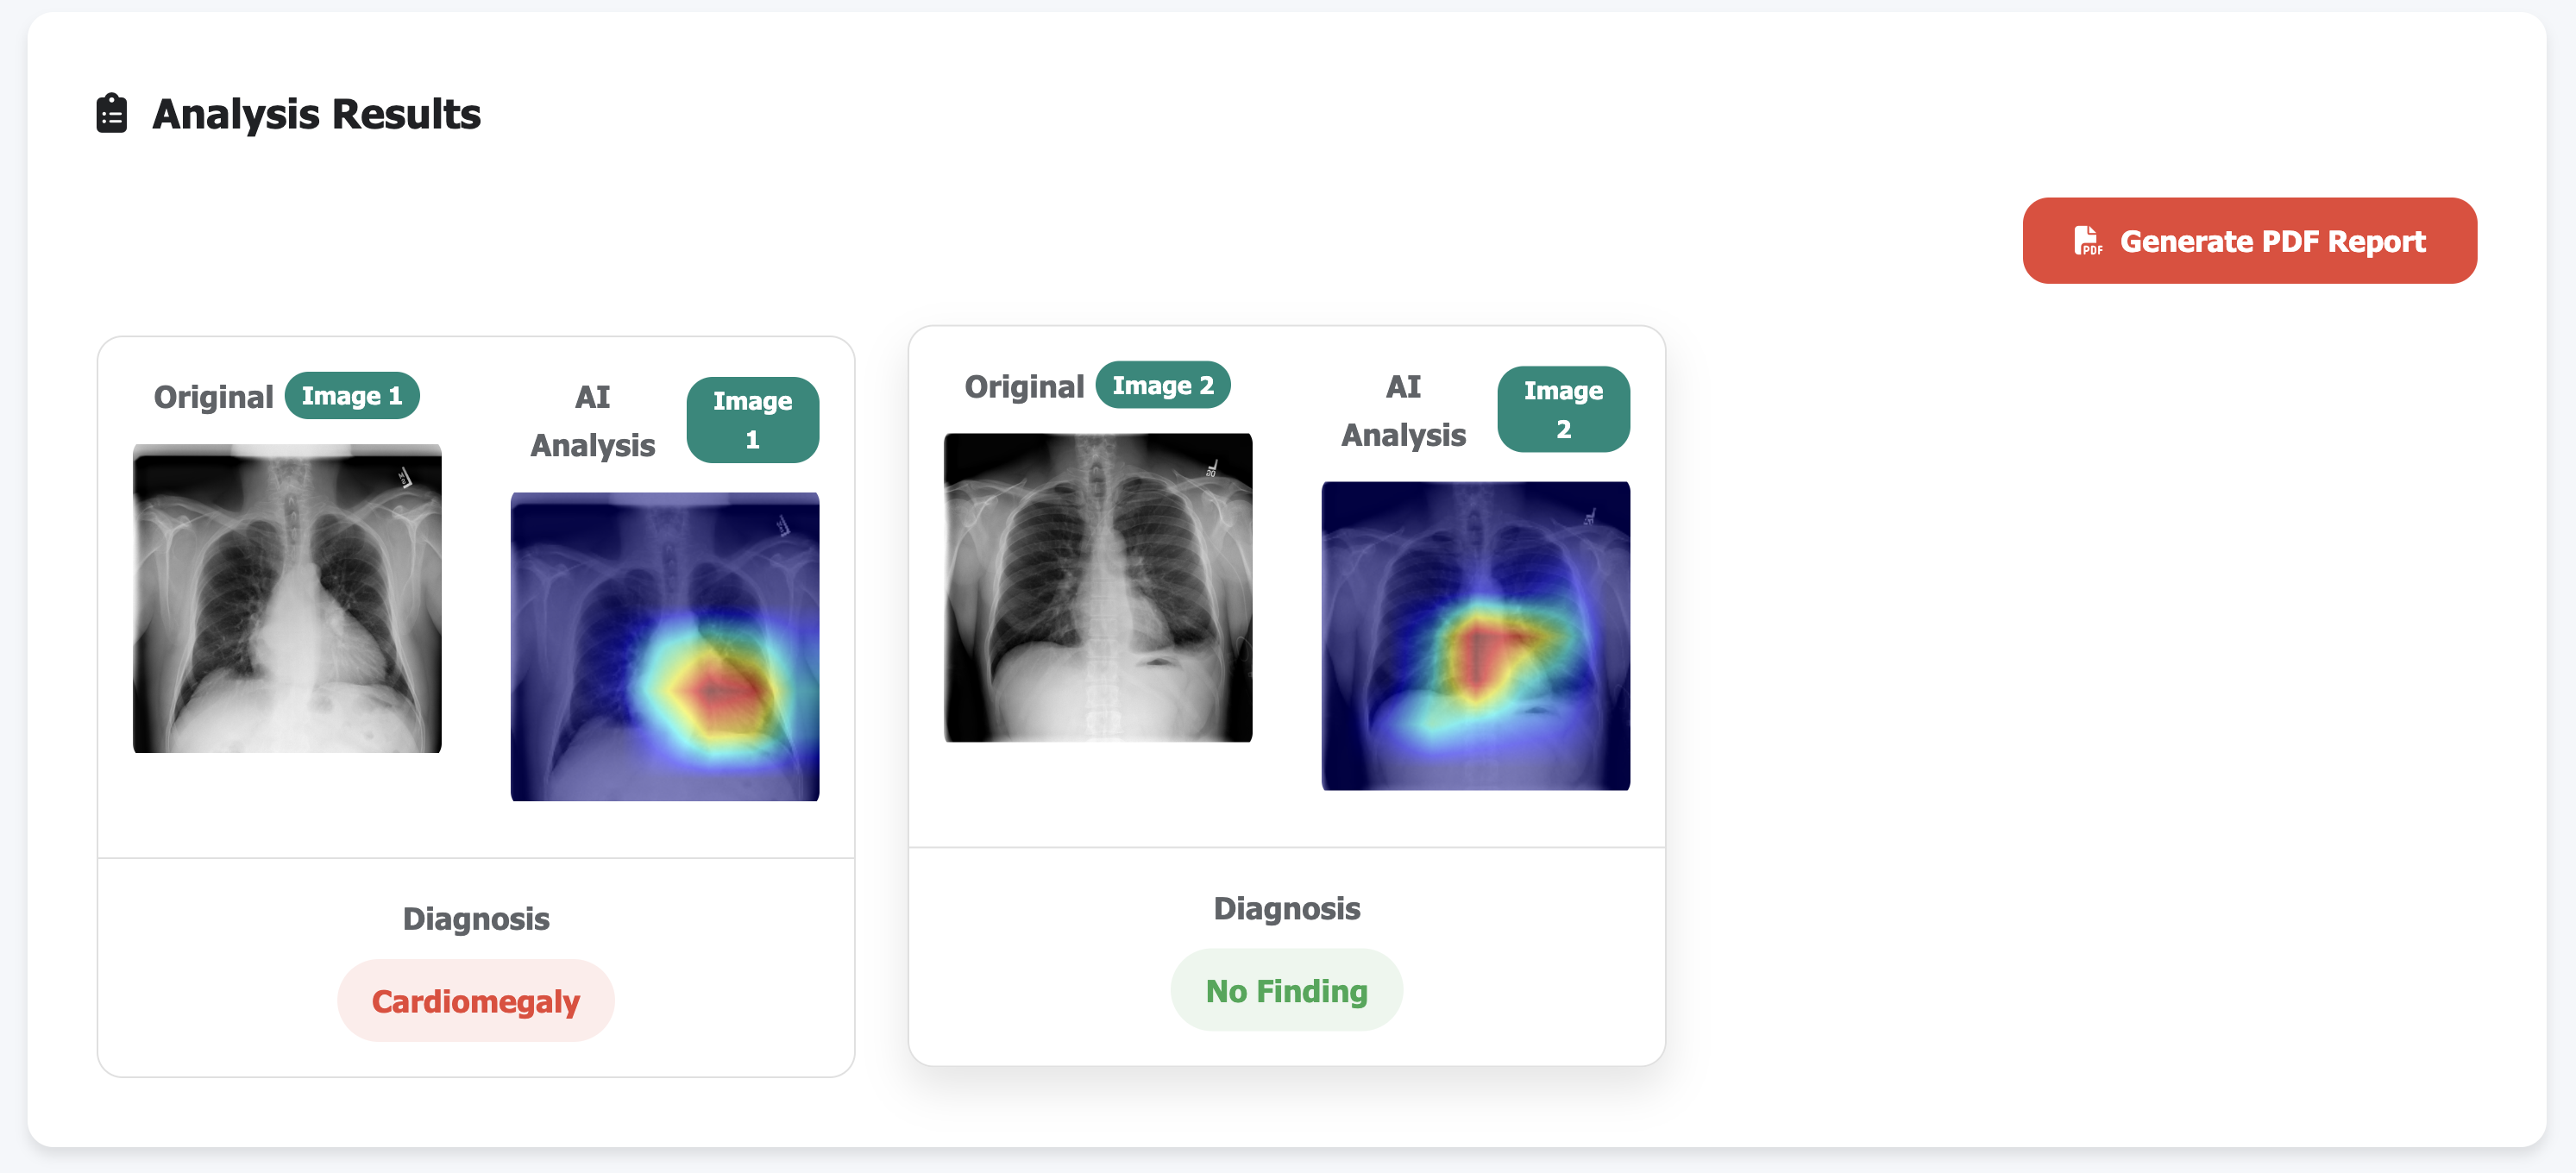 Analysis Results
PDF
Generate PDF Report
Original
Image 1
AI
Analysis
Image
1
Diagnosis
Cardiomegaly
Original
Image 2
AI
Analysis
Image
2
Diagnosis
No Finding